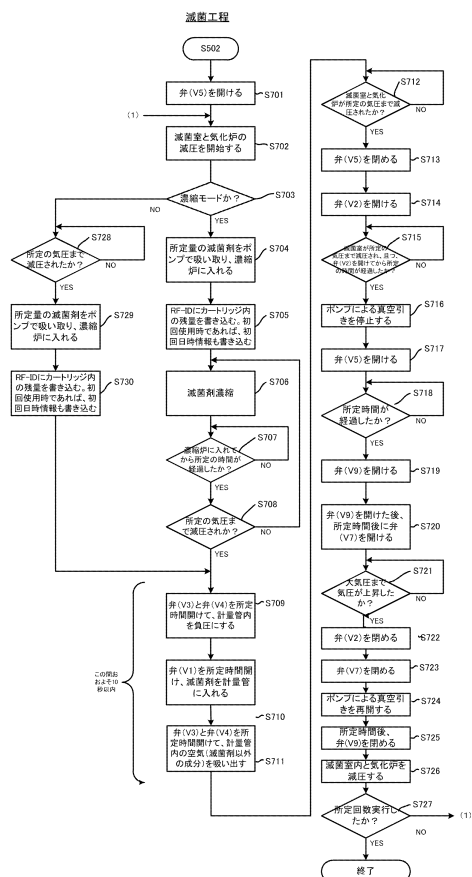 滅菌工程
S502
弁(V5)を開ける
S701
(1)
滅菌室と気化炉の
減圧を開始する
S702
濃縮モードか？
S703
NO
YES
S728
所定の気圧まで
減圧されたか？
NO
YES
所定量の滅菌剤をポ
ンプで吸い取り、濃縮
炉に入れる
S729
RF-IDにカートリッジ内
の残量を書き込む。初
回使用時であれば、初
回日時情報も書き込む
S730
所定量の滅菌剤をポ
ンプで吸い取り、濃縮
炉に入れる
S704
RF-IDにカートリッジ内
の残量を書き込む。初
回使用時であれば、初
回日時情報も書き込む
S705
滅菌剤濃縮
S706
S707
濃縮炉に入れて
から所定の時間が
経過したか？
NO
YES
S708
所定の気圧ま
で減圧されか？
NO
YES
この間お
およそ10
秒以内
弁(V3)と弁(V4)を所定
時間開けて、計量管内
を負圧にする
S709
弁(V1)を所定時間開
け、滅菌剤を計量管
に入れる
S710
弁(V3)と弁(V4)を所
定時間開けて、計量管
内の空気(滅菌剤以外
の成分)を吸い出す
S711
S712
滅菌室と気化
炉が所定の気圧まで減
圧されたか？
NO
YES
弁(V5)を閉める
S713
弁(V2)を開ける
S714
S715
滅菌室が所定の
気圧まで減圧され、且つ、
弁(V2)を開けてから所定
の時間が経過したか？
NO
YES
S716
ポンプによる真空引
きを停止する
S717
弁(V5)を開ける
S718
所定時間が
経過したか？
NO
YES
弁(V9)を開ける
S719
弁(V9)を開けた後、
所定時間後に弁
(V7)を開ける
S720
S721
大気圧まで
気圧が上昇した
か？
NO
YES
弁(V2)を閉める
S722
弁(V7)を閉める
S723
ポンプによる真空引
きを再開する
S724
所定時間後、
弁(V9)を閉める
S725
滅菌室内と気化炉を
減圧する
S726
S727
所定回数実行し
たか？
NO
(1)
YES
終了